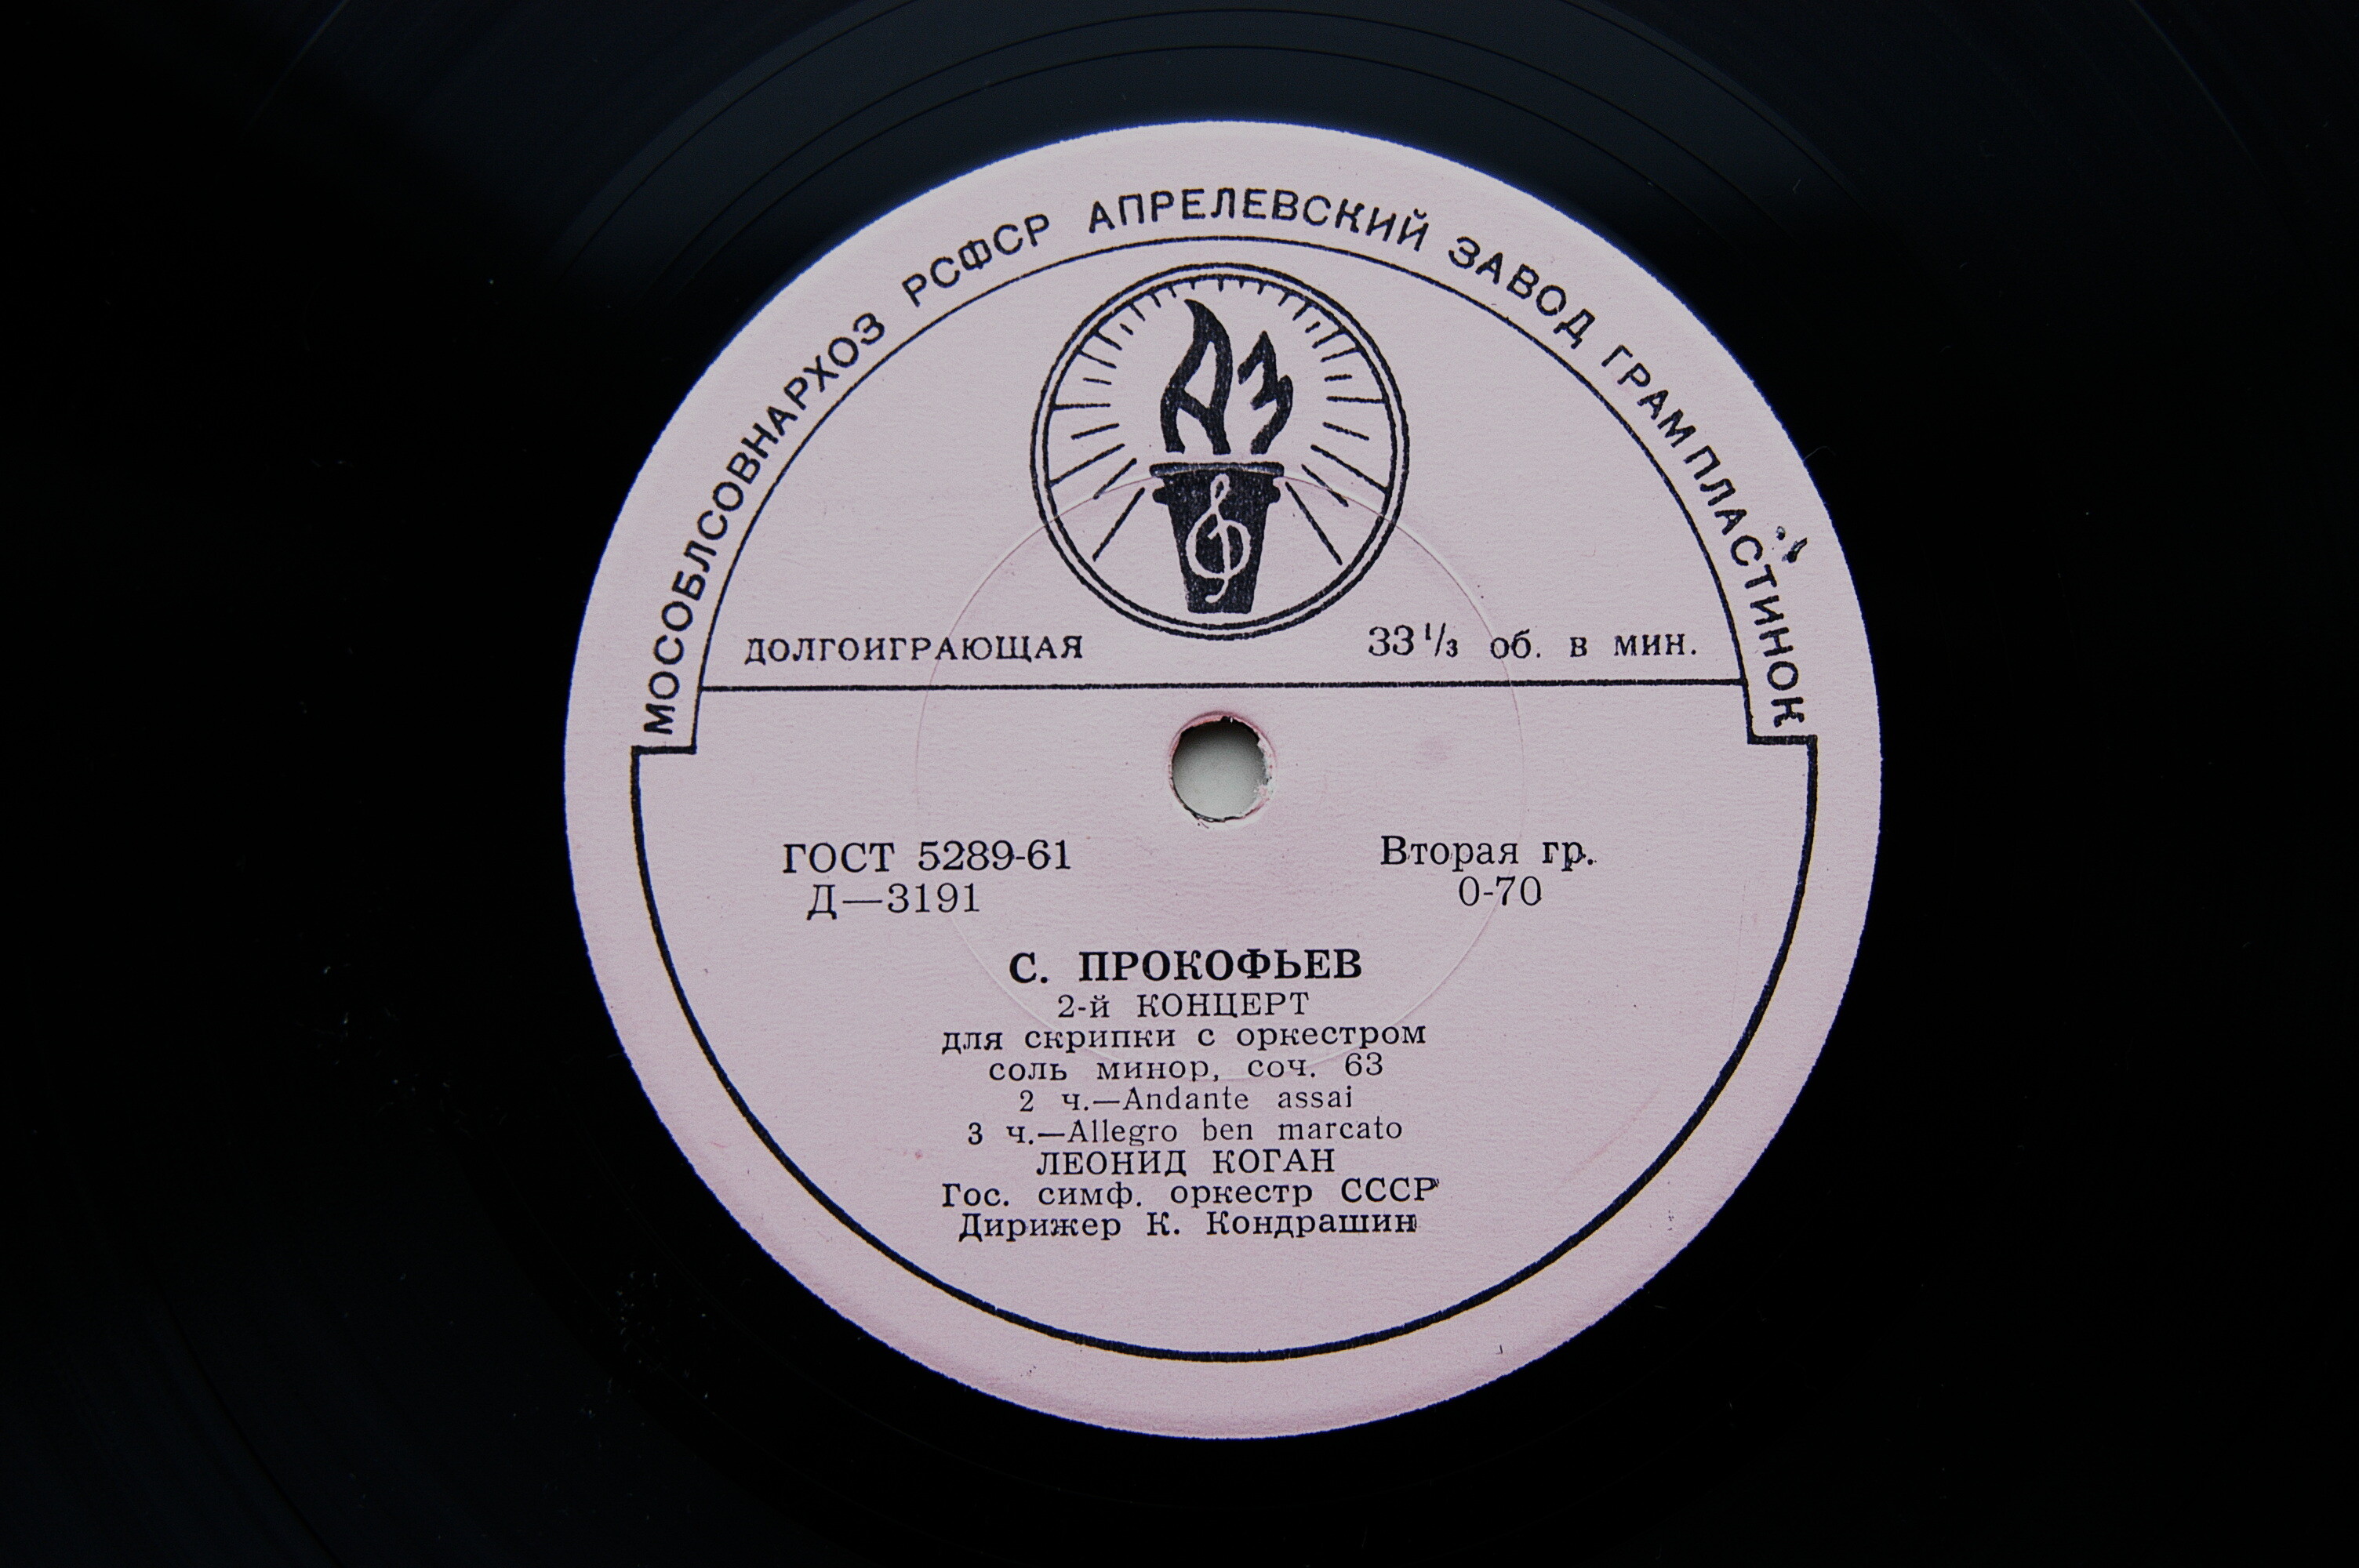 МОСОБЛСОВНАРХОЗ РСФСР АПРЕЛЕВСКИЙ ЗАВОД ГРАМПЛАСТИНОК
АЗ
ДОЛГОИГРАЮЩАЯ 33 1/3 об. в мин.
ГОСТ 5289-61 Вторая гр.
Д—3191 0-70
С. ПРОКОФЬЕВ
2-й КОНЦЕРТ
для скрипки с оркестром
соль минор, соч. 63
2 ч.—Andante assai
3 ч.—Allegro ben marcato
ЛЕОНИД КОГАН
Гос. симф. оркестр СССР
Дирижер К. Кондрашин